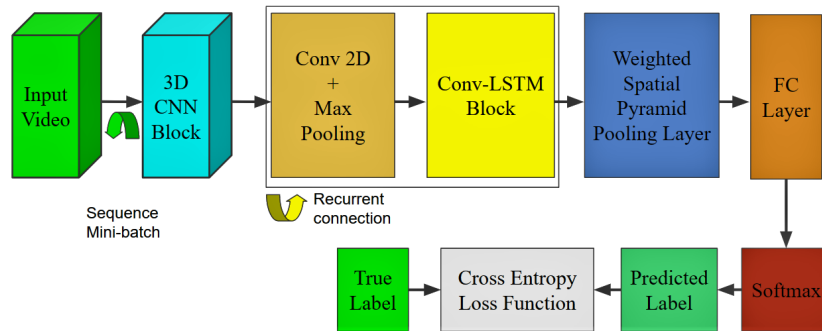 Input
Video
3D
CNN
Block
Conv 2D
+
Max
Pooling
Conv-LSTM
Block
Weighted
Spatial
Pyramid
Pooling Layer
FC
Layer
Sequence
Mini-batch
Recurrent
connection
True
Label
Cross Entropy
Loss Function
Predicted
Label
Softmax